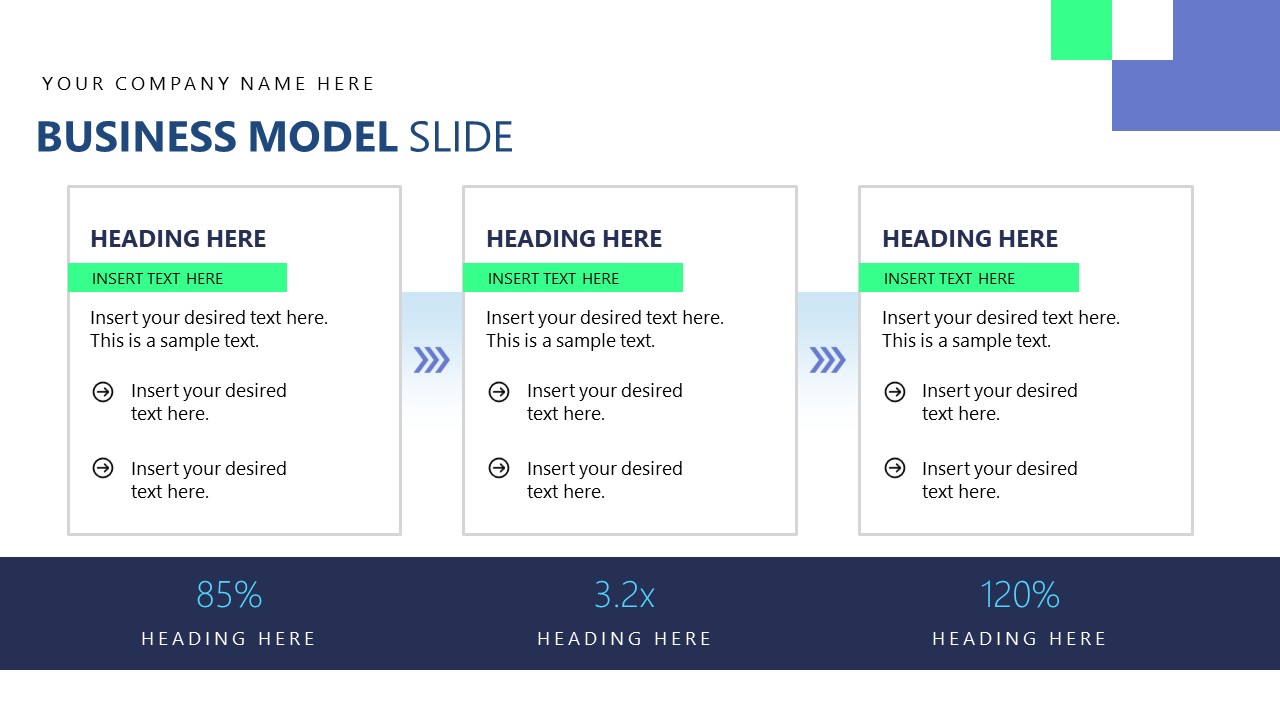 YOUR COMPANY NAME HERE
BUSINESS MODEL SLIDE
HEADING HERE
INSERT TEXT HERE
Insert your desired text here.
This is a sample text.
Insert your desired
text here.
Insert your desired
text here.
HEADING HERE
INSERT TEXT HERE
Insert your desired text here.
This is a sample text.
Insert your desired
text here.
Insert your desired
text here.
HEADING HERE
INSERT TEXT HERE
Insert your desired text here.
This is a sample text.
Insert your desired
text here.
Insert your desired
text here.
85%
HEADING HERE
3.2x
HEADING HERE
120%
HEADING HERE